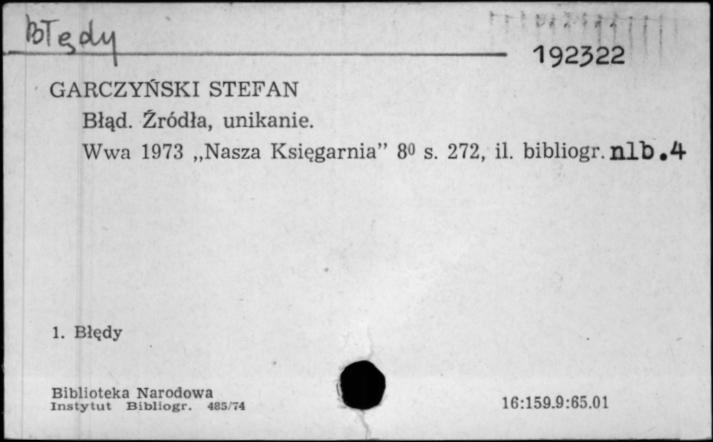 Błędy
192322
GARCZYŃSKI STEFAN
Błąd. Źródła, unikanie.
Wwa 1973 „Nasza Księgarnia” 8⁰ s. 272, il. bibliogr. nlb.4
1. Błędy
Biblioteka Narodowa
Instytut Bibliogr. 485/74
16:159.9:65.01